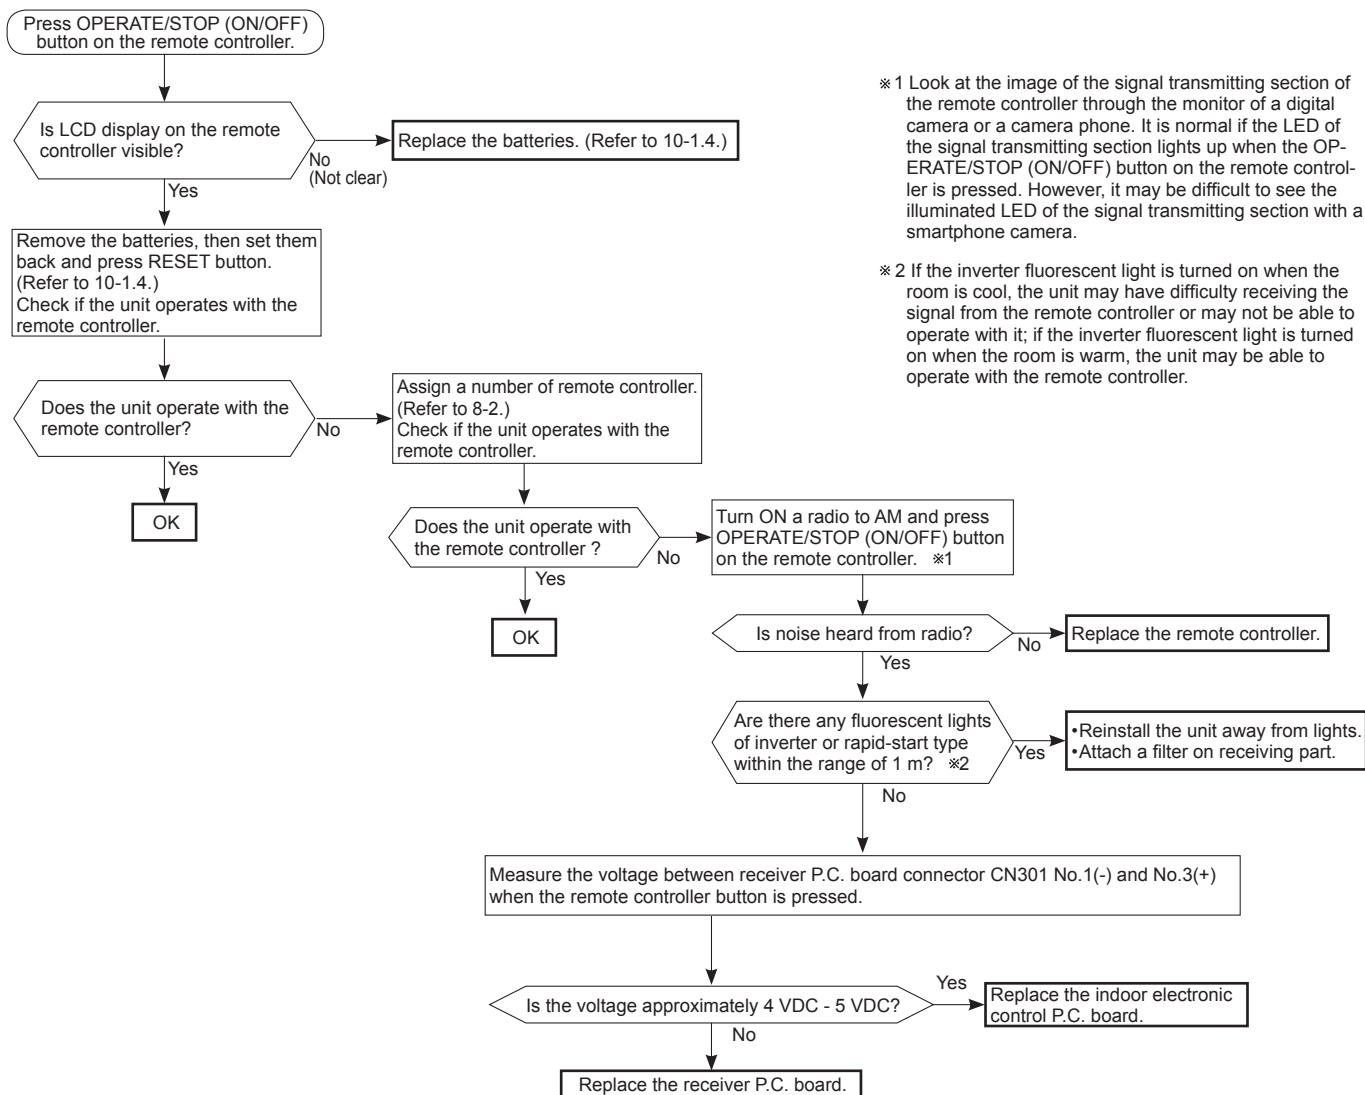 Press OPERATE/STOP (ON/OFF)
button on the remote controller.
Is LCD display on the remote
controller visible?
No
(Not clear)
Replace the batteries. (Refer to 10-1.4.)
Yes
Remove the batteries, then set them
back and press RESET button.
(Refer to 10-1.4.)
Check if the unit operates with the
remote controller.
Does the unit operate with the
remote controller?
No
Yes
OK
Assign a number of remote controller.
(Refer to 8-2.)
Check if the unit operates with the
remote controller.
Does the unit operate with
the remote controller ?
No
Yes
OK
Turn ON a radio to AM and press
OPERATE/STOP (ON/OFF) button
on the remote controller. ※1
Is noise heard from radio?
No
Replace the remote controller.
Yes
Are there any fluorescent lights
of inverter or rapid-start type
within the range of 1 m? ※2
Yes
•Reinstall the unit away from lights.
•Attach a filter on receiving part.
No
Measure the voltage between receiver P.C. board connector CN301 No.1(-) and No.3(+)
when the remote controller button is pressed.
Is the voltage approximately 4 VDC - 5 VDC?
Yes
Replace the indoor electronic
control P.C. board.
No
Replace the receiver P.C. board.
※1 Look at the image of the signal transmitting section of
the remote controller through the monitor of a digital
camera or a camera phone. It is normal if the LED of
the signal transmitting section lights up when the OP-
ERATE/STOP (ON/OFF) button on the remote control-
ler is pressed. However, it may be difficult to see the
illuminated LED of the signal transmitting section with a
smartphone camera.
※2 If the inverter fluorescent light is turned on when the
room is cool, the unit may have difficulty receiving the
signal from the remote controller or may not be able to
operate with it; if the inverter fluorescent light is turned
on when the room is warm, the unit may be able to
operate with the remote controller.